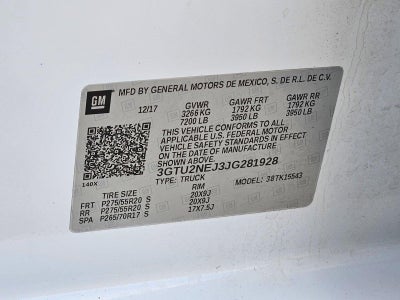 GM
MFD BY GENERAL MOTORS DE MEXICO, S. DE R.L. DE C.V.
12/17 GVWR GAWR FRT GAWR RR
3266 KG 1792 KG 1792 KG
7200 LB 3950 LB 3950 LB
THIS VEHICLE CONFORMS TO ALL
APPLICABLE U.S. FEDERAL MOTOR
VEHICLE SAFETY STANDARDS IN EFFECT
ON THE DATE OF MANUFACTURE
SHOWN ABOVE.
3GTU2NEJ3JG281928
140X TYPE: TRUCK MODEL: 38TK15543
TIRE SIZE RIM
FRT P275/55R20 S 20X9J
RR P275/55R20 S 20X9J
SPA P265/70R17 S 17X7.5J